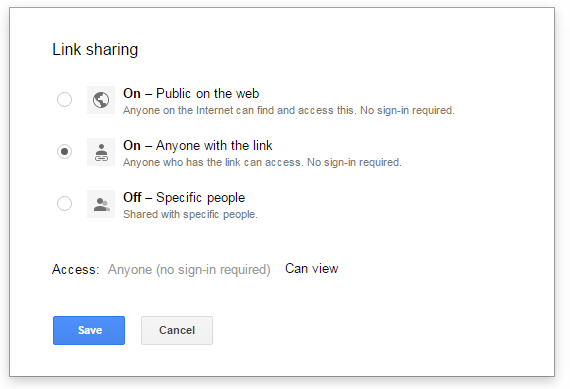 Link sharing
On – Public on the web
Anyone on the Internet can find and access this. No sign-in required.
On – Anyone with the link
Anyone who has the link can access. No sign-in required.
Off – Specific people
Shared with specific people.
Access: Anyone (no sign-in required) Can view
Save Cancel